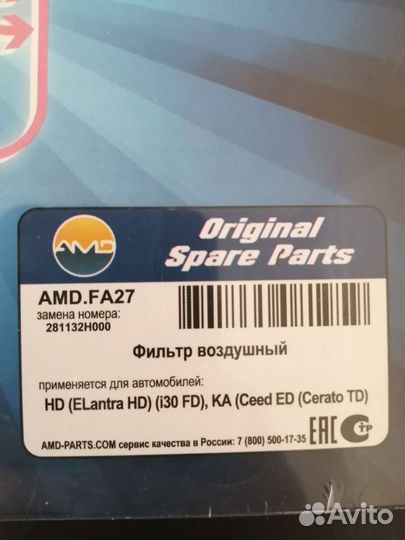 AMD
Original
Spare Parts
AMD.FA27
замена номера:
281132H000
Фильтр воздушный
применяется для автомобилей:
HD (ELantra HD) (i30 FD), KA (Ceed ED (Cerato TD)
AMD-PARTS.COM сервис качества в России: 7 (800) 500-17-35
EAC
СТР
Avito